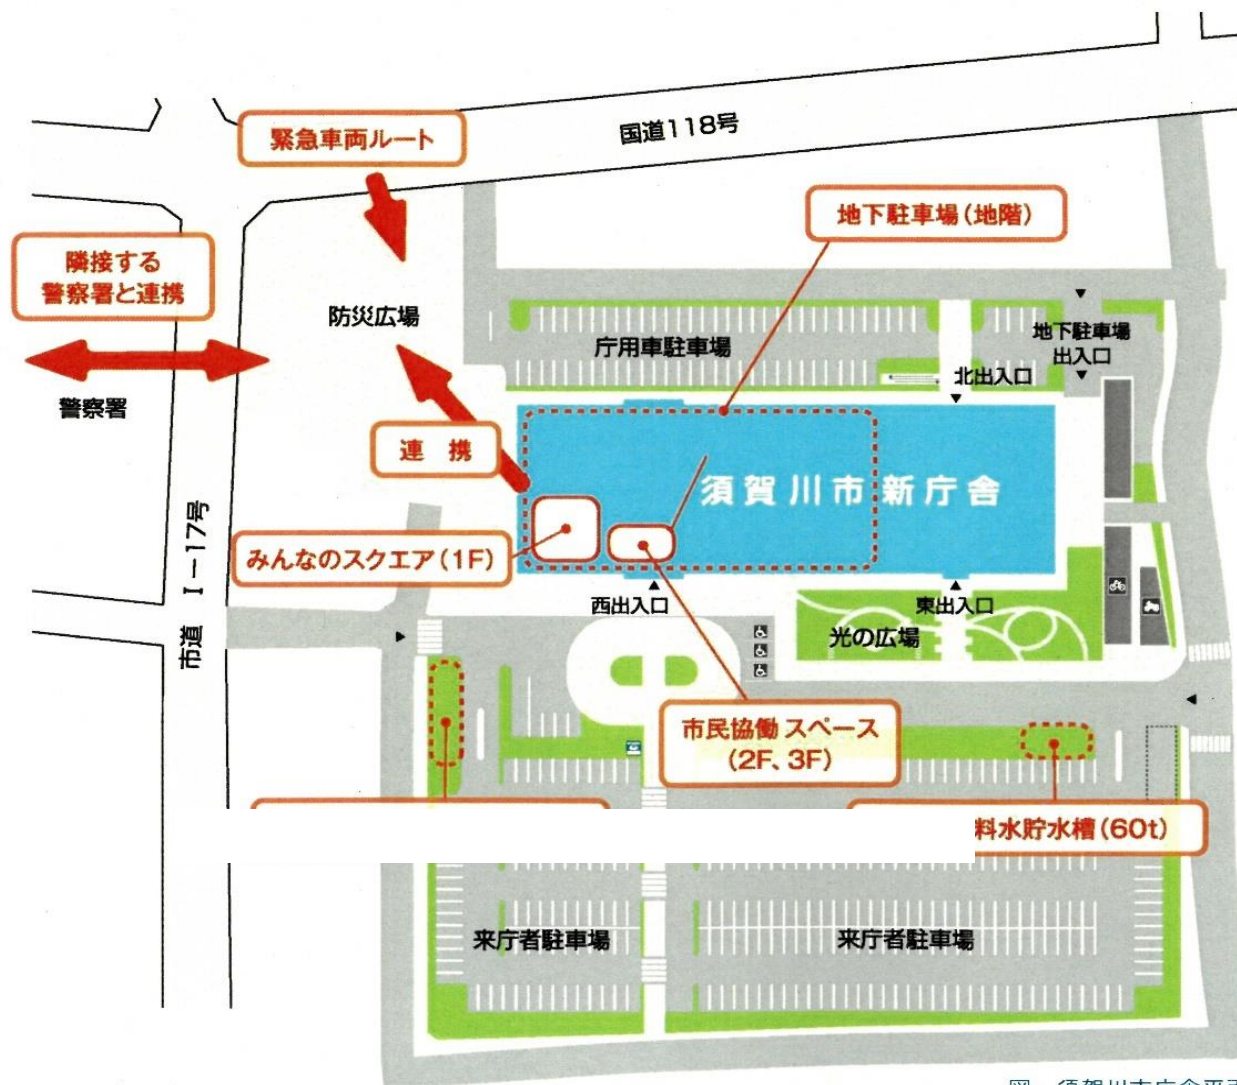 国道118号
緊急車両ルート
地下駐車場(地階)
隣接する
警察署と連携
防災広場
庁用車駐車場
地下駐車場
出入口
北出入口
警察署
連 携
須賀川市新庁舎
市道 I-17号
みんなのスクエア(1F)
西出入口
東出入口
光の広場
市民協働 スペース
(2F、3F)
料水貯水槽(60t)
来庁者駐車場
来庁者駐車場